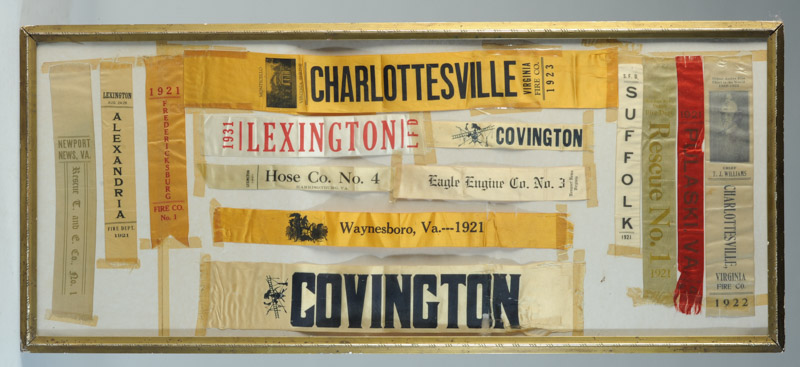 NEWPORT
NEWS, VA.
Rescue T. and E. Co. No. 1
LEXINGTON
ALEXANDRIA
FIRE DEPT.
1921
1921
FREDERICKSBURG
FIRE CO.
No. 1
CHARLOTTESVILLE
VIRGINIA
FIRE CO.
1923
1931
LEXINGTON
LFD
COVINGTON
Hose Co. No. 4
HARRISONBURG, VA.
Eagle Engine Co. No. 3
Waynesboro, Va.---1921
COVINGTON
SUFFOLK
1921
Rescue No. 1
1921
PULASKI, VA.
CHIEF
CHARLOTTESVILLE
VIRGINIA
FIRE CO.
1922